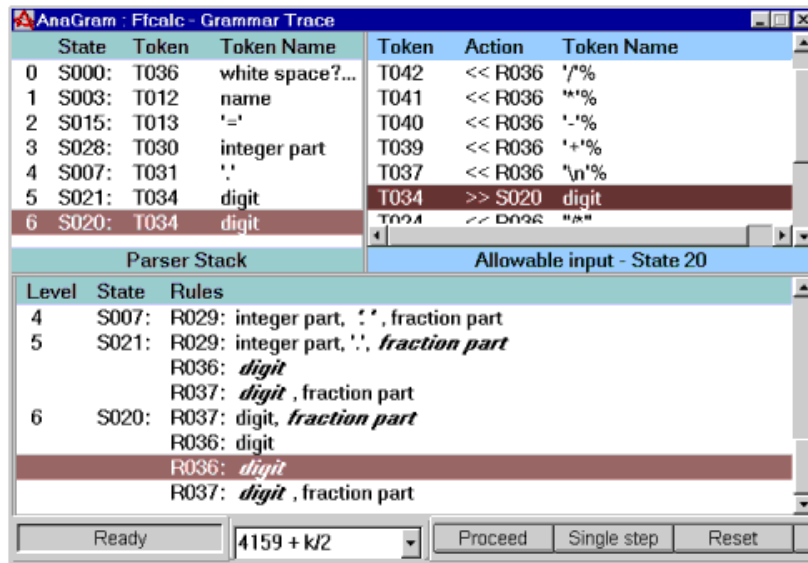 AnaGram : Ffcalc - Grammar Trace
State Token Token Name
0 S000: T036 white space?...
1 S003: T012 name
2 S015: T013 '='
3 S028: T030 integer part
4 S007: T031 '.'
5 S021: T034 digit
6 S020: T034 digit
Parser Stack
Token Action Token Name
T042 << R036 '/'%
T041 << R036 '*'%
T040 << R036 '-'%
T039 << R036 '+'%
T037 << R036 '\n'%
T034 >> S020 digit
T024 << R036 "/*"
Allowable input - State 20
Level State Rules
4 S007: R029: integer part, '.' , fraction part
5 S021: R029: integer part, '.', fraction part
R036: digit
R037: digit , fraction part
6 S020: R037: digit, fraction part
R036: digit
R036: digit
R037: digit , fraction part
Ready 4159 + k/2 Proceed Single step Reset